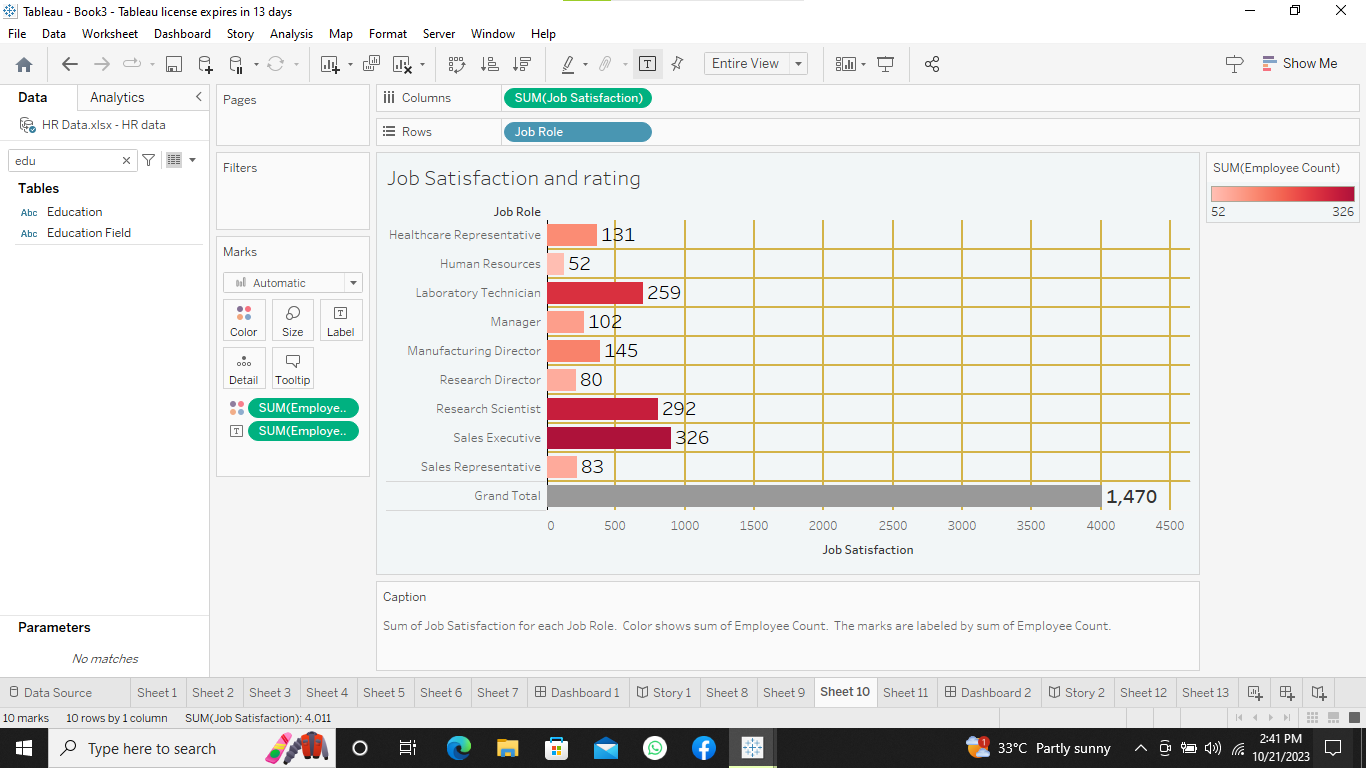 Tableau - Book3 - Tableau license expires in 13 days
File Data Worksheet Dashboard Story Analysis Map Format Server Window Help
Entire View
Show Me
Data Analytics
HR Data.xlsx - HR data
edu
Tables
Abc Education
Abc Education Field
Parameters
No matches
Pages
Filters
Marks
Automatic
Color Size Label
Detail Tooltip
SUM(Employe..
SUM(Employe..
Columns SUM(Job Satisfaction)
Rows Job Role
Job Satisfaction and rating
Job Role
Healthcare Representative 131
Human Resources 52
Laboratory Technician 259
Manager 102
Manufacturing Director 145
Research Director 80
Research Scientist 292
Sales Executive 326
Sales Representative 83
Grand Total 1,470
0 500 1000 1500 2000 2500 3000 3500 4000 4500
Job Satisfaction
SUM(Employee Count)
52 326
Caption
Sum of Job Satisfaction for each Job Role. Color shows sum of Employee Count. The marks are labeled by sum of Employee Count.
Data Source Sheet 1 Sheet 2 Sheet 3 Sheet 4 Sheet 5 Sheet 6 Sheet 7 Dashboard 1 Story 1 Sheet 8 Sheet 9 Sheet 10 Sheet 11 Dashboard 2 Story 2 Sheet 12 Sheet 13
10 marks 10 rows by 1 column SUM(Job Satisfaction): 4,011
Type here to search
1
33°C Partly sunny
2:41 PM
10/21/2023